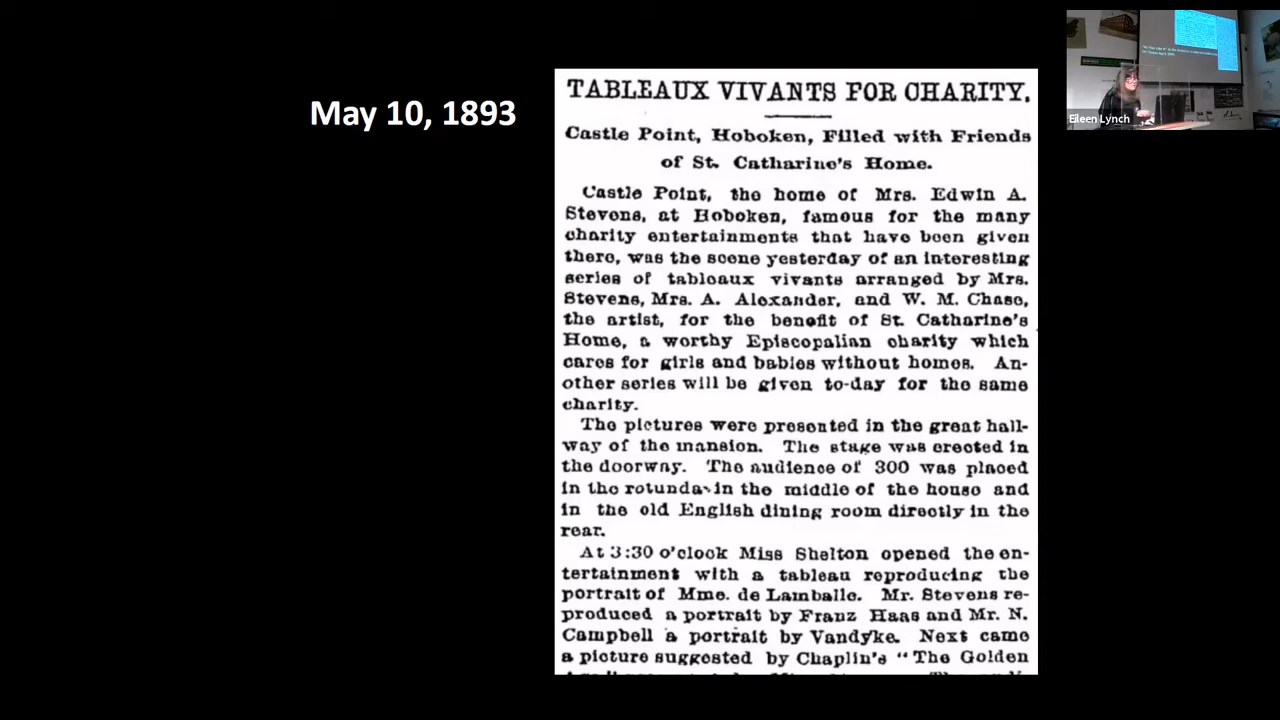 May 10, 1893
TABLEAUX VIVANTS FOR CHARITY.
Castle Point, Hoboken, Filled with Friends
of St. Catharine's Home.
Castle Point, the home of Mrs. Edwin A.
Stevens, at Hoboken, famous for the many
charity entertainments that have been given
there, was the scene yesterday of an interesting
series of tableaux vivants arranged by Mrs.
Stevens, Mrs. A. Alexander, and W. M. Chase,
the artist, for the benefit of St. Catharine's
Home, a worthy Episcopalian charity which
cares for girls and babies without homes. An-
other series will be given to-day for the same
charity.
The pictures were presented in the great hall-
way of the mansion. The stage was erected in
the doorway. The audience of 300 was placed
in the rotunda in the middle of the house and
in the old English dining room directly in the
rear.
At 3:30 o'clock Miss Shelton opened the en-
tertainment with a tableau reproducing the
portrait of Mme. de Lamballe. Mr. Stevens re-
produced a portrait by Franz Haas and Mr. N.
Campbell a portrait by Vandyke. Next came
a picture suggested by Chaplin's "The Golden
Eileen Lynch